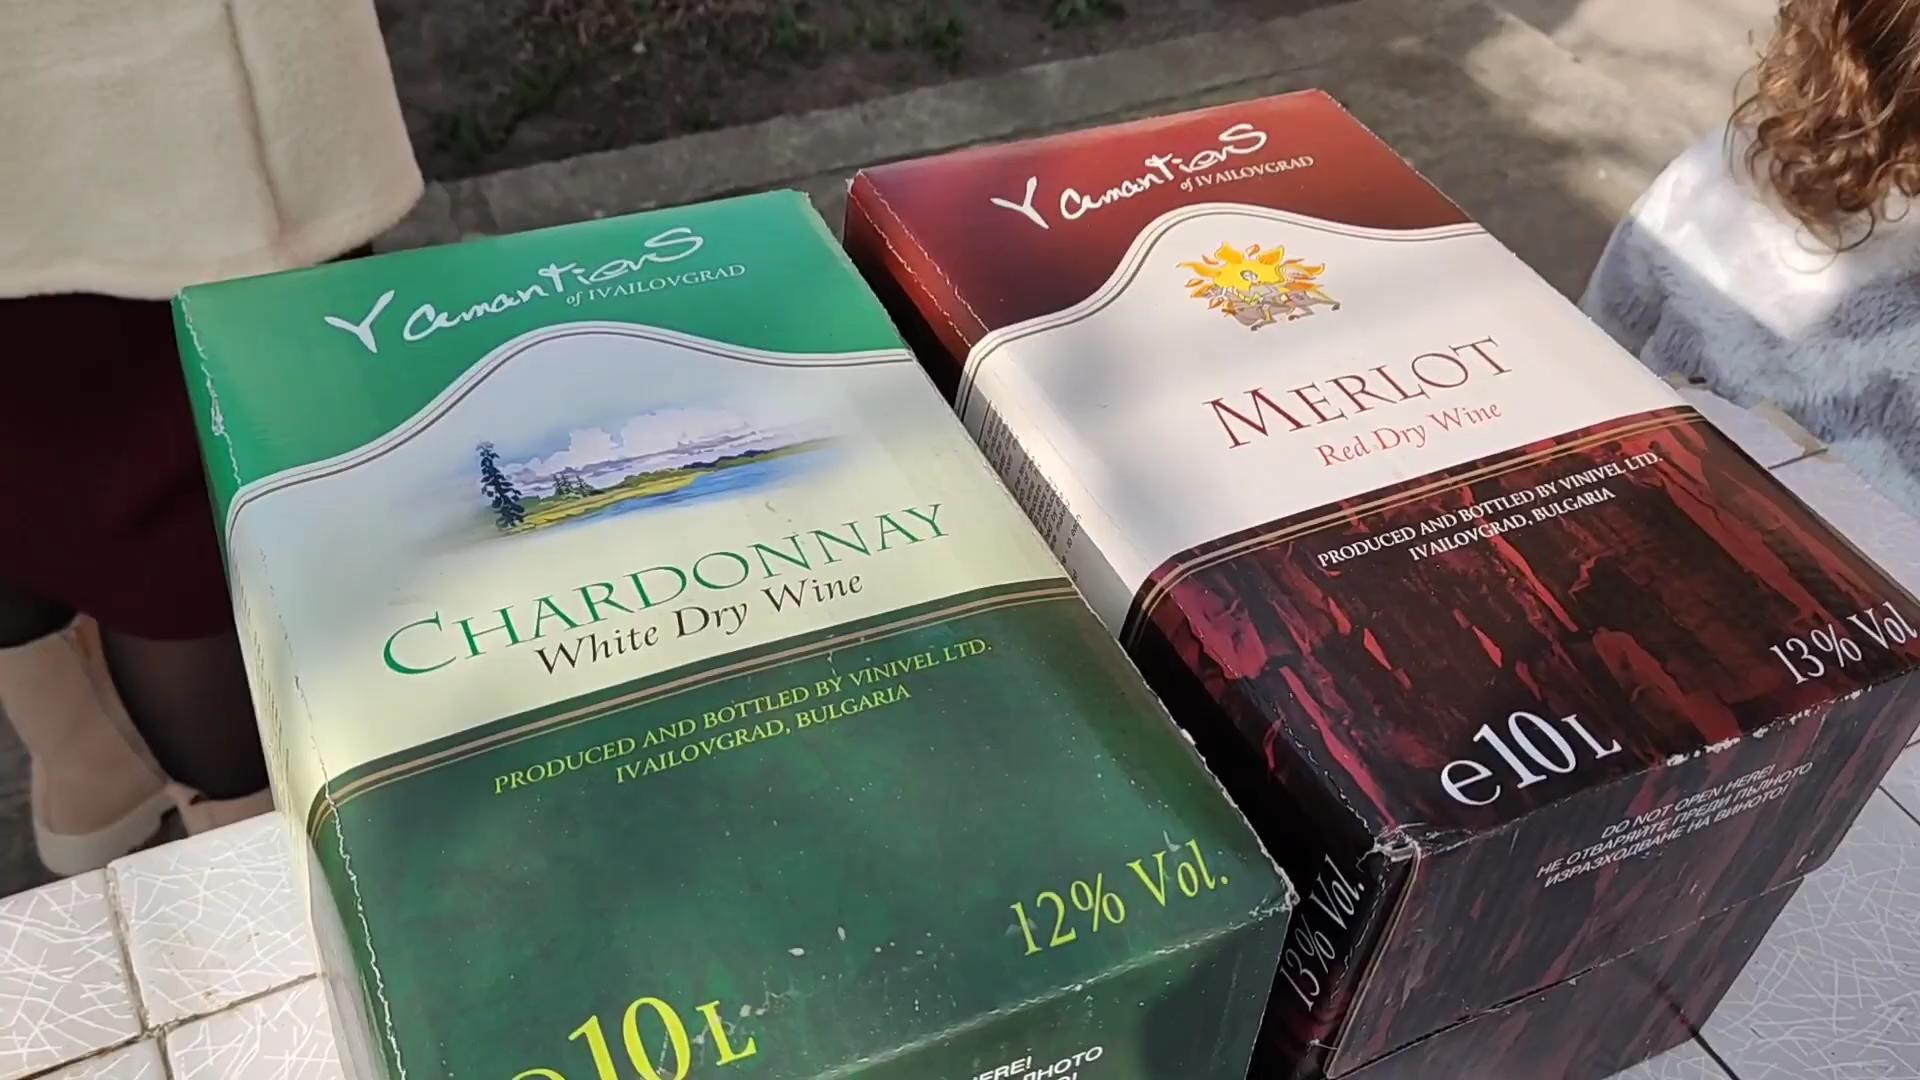 Yamantievs
of IVAILOVGRAD
CHARDONNAY
White Dry Wine
PRODUCED AND BOTTLED BY VINIVEL LTD.
IVAILOVGRAD, BULGARIA
12% Vol.
e10L
Yamantievs
of IVAILOVGRAD
MERLOT
Red Dry Wine
PRODUCED AND BOTTLED BY VINIVEL LTD.
IVAILOVGRAD, BULGARIA
13% Vol
e10L
DO NOT OPEN HERE!
НЕ ОТВАРЯЙТЕ ПРЕДИ ПЪЛНОТО
ИЗРАЗХОДВАНЕ НА ВИНОТО!
13% Vol.